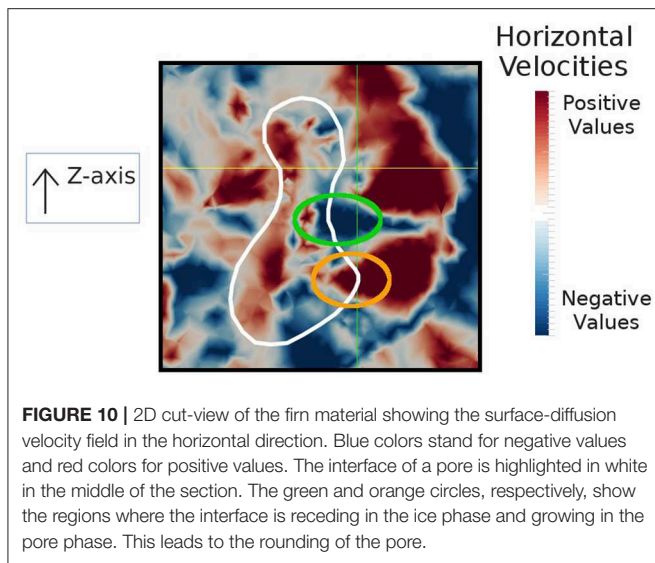 Horizontal
Velocities
Positive
Values
Z-axis
Negative
Values
FIGURE 10 | 2D cut-view of the firn material showing the surface-diffusion
velocity field in the horizontal direction. Blue colors stand for negative values
and red colors for positive values. The interface of a pore is highlighted in white
in the middle of the section. The green and orange circles, respectively, show
the regions where the interface is receding in the ice phase and growing in the
pore phase. This leads to the rounding of the pore.